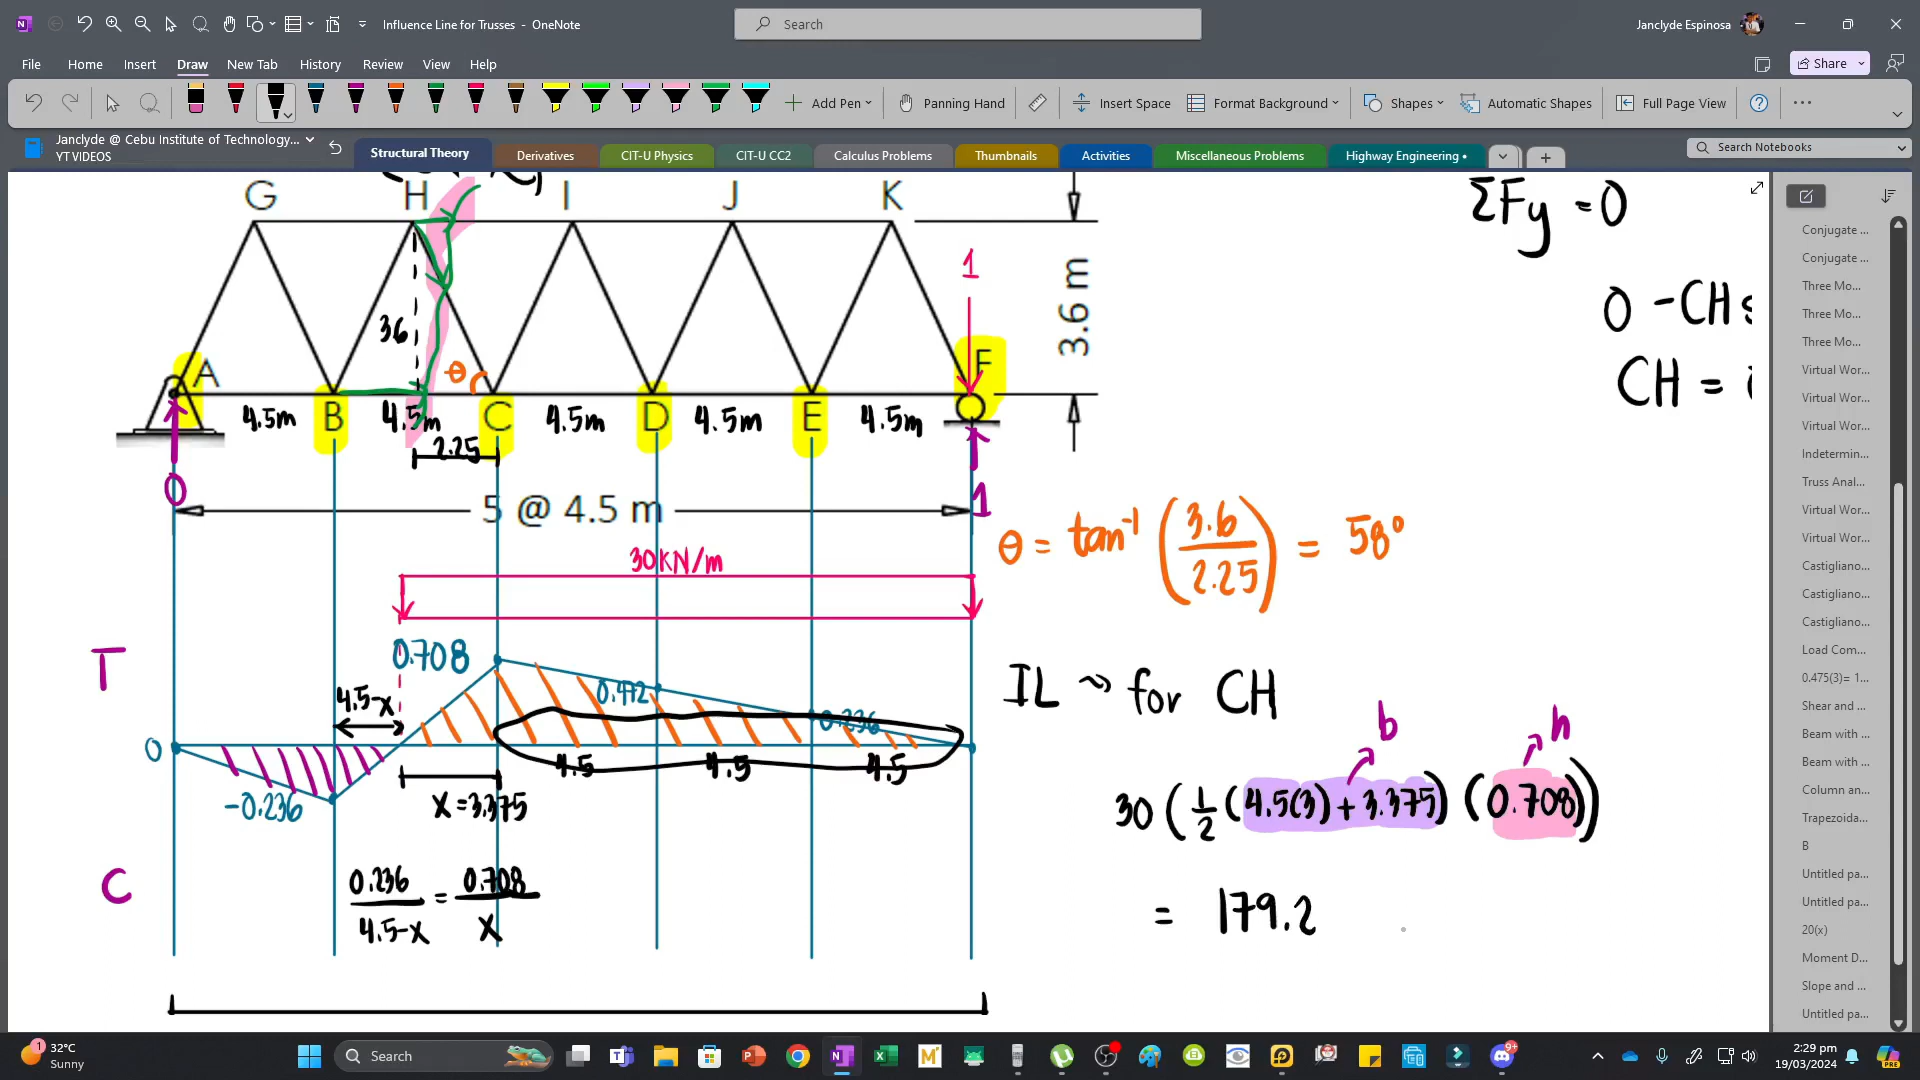 Influence Line for Trusses - OneNote
Search
Janclyde Espinosa
File Home Insert Draw New Tab History Review View Help
Share
Add Pen
Panning Hand
Insert Space
Format Background
Shapes
Automatic Shapes
Full Page View
Janclyde @ Cebu Institute of Technology...
YT VIDEOS
Structural Theory
Derivatives
CIT-U Physics
CIT-U CC2
Calculus Problems
Thumbnails
Activities
Miscellaneous Problems
Highway Engineering •
Search Notebooks
G H I J K
1
3.6
θ
3.6 m
A B C D E F
4.5m 4.5m 4.5m 4.5m 4.5m
2.25
0
1
5 @ 4.5 m
30KN/m
T
0.708
4.5-x
0.472
0.236
0
4.5 4.5 4.5
-0.236
x =3.375
C
0.236 / 4.5-x = 0.708 / x
ΣFy =0
0 -CH
CH =
θ = tan⁻¹ (3.6 / 2.25) = 58°
IL ~> for CH
b
h
30 (1/2 (4.5(3) + 3.375) (0.708))
= 179.2
Conjugate ...
Conjugate ...
Three Mo...
Three Mo...
Three Mo...
Virtual Wor...
Virtual Wor...
Virtual Wor...
Indetermin...
Truss Anal...
Virtual Wor...
Virtual Wor...
Castigliano...
Castigliano...
Castigliano...
Load Com...
0.475(3)= 1...
Shear and ...
Beam with ...
Beam with ...
Column an...
Trapezoida...
B
Untitled pa...
Untitled pa...
20(x)
Moment D...
Slope and ...
Untitled pa...
1
32°C
Sunny
Search
9+
2:29 pm
19/03/2024